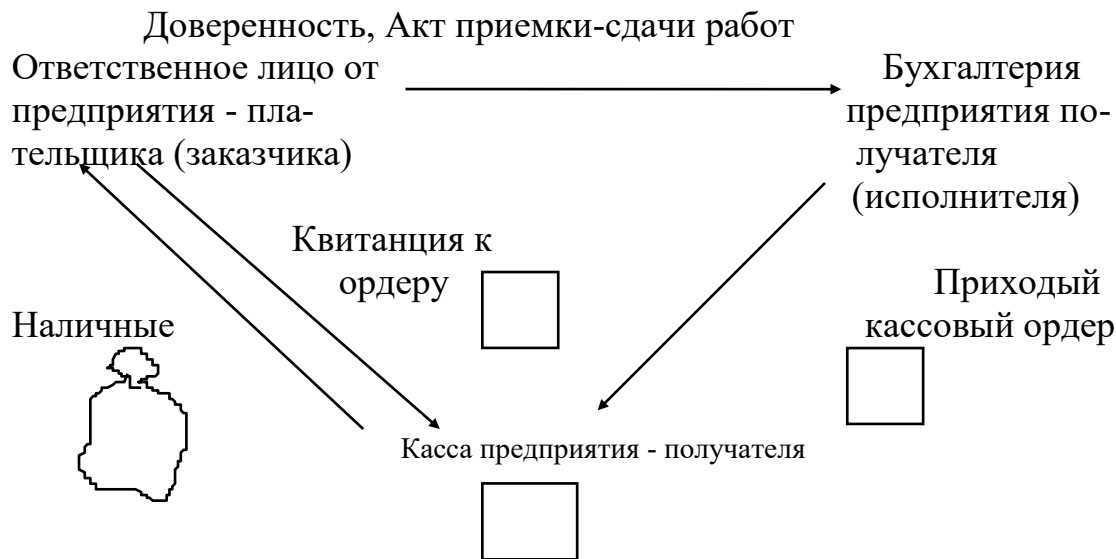 Доверенность, Акт приемки-сдачи работ
Ответственное лицо от
предприятия - пла-
тельщика (заказчика)
Бухгалтерия
предприятия по-
лучателя
(исполнителя)
Квитанция к
ордеру
Приходый
кассовый ордер
Наличные
Касса предприятия - получателя